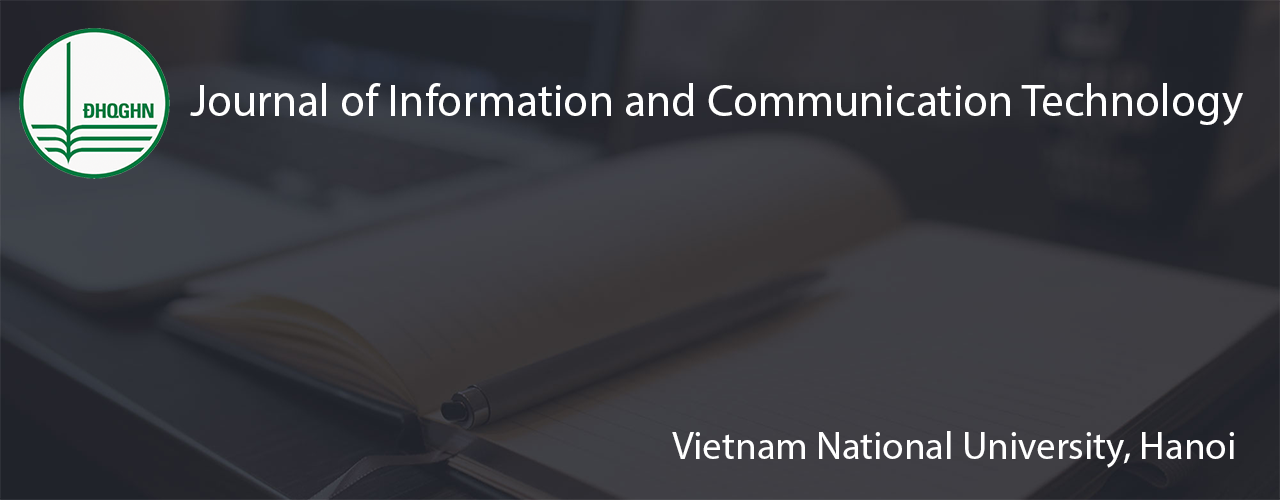 ĐHQGHN
Journal of Information and Communication Technology
Vietnam National University, Hanoi